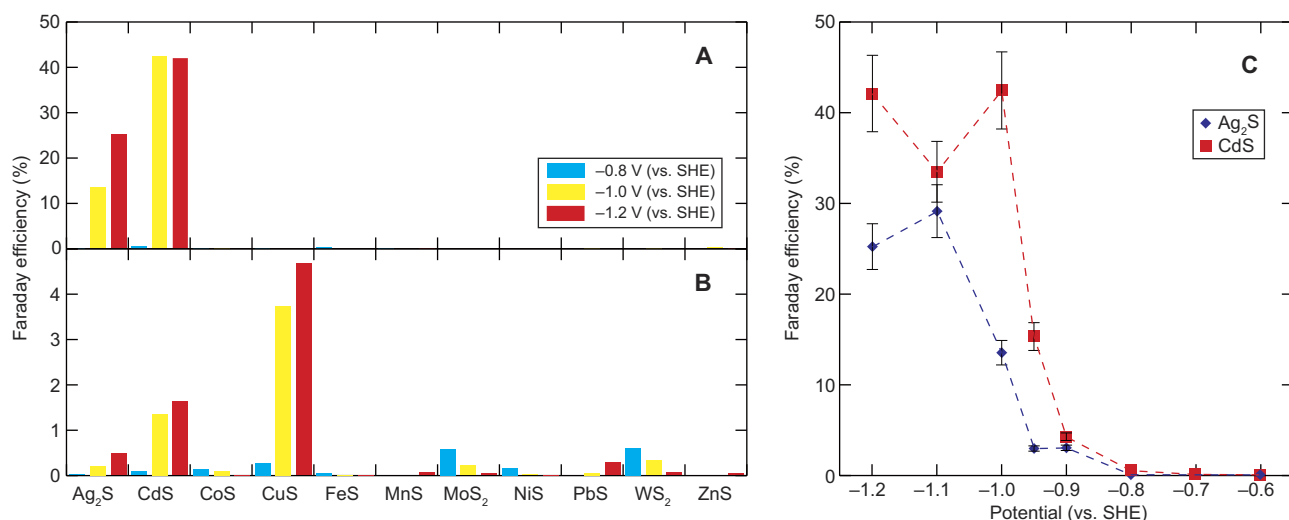 50
40
30
20
10
0
Faraday efficiency (%)
A
–0.8 V (vs. SHE)
–1.0 V (vs. SHE)
–1.2 V (vs. SHE)
4
3
2
1
0
Faraday efficiency (%)
B
Ag₂S CdS CoS CuS FeS MnS MoS₂ NiS PbS WS₂ ZnS
50
40
30
20
10
0
Faraday efficiency (%)
C
Ag₂S
CdS
–1.2 –1.1 –1.0 –0.9 –0.8 –0.7 –0.6
Potential (vs. SHE)